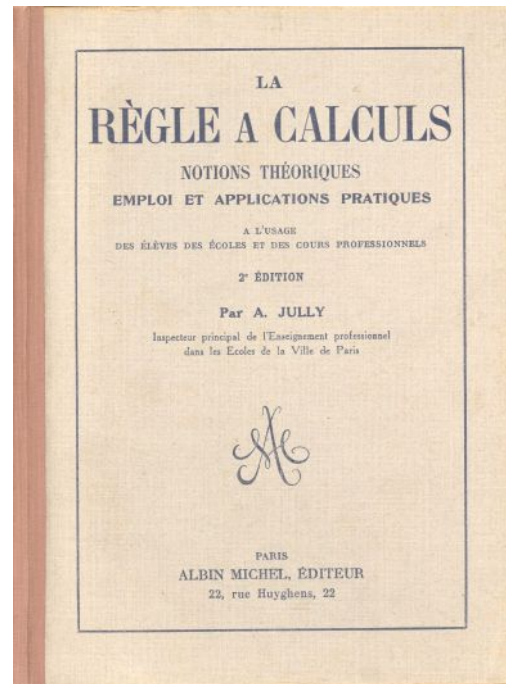 LA
RÈGLE A CALCULS
NOTIONS THÉORIQUES
EMPLOI ET APPLICATIONS PRATIQUES
A L'USAGE
DES ÉLÈVES DES ÉCOLES ET DES COURS PROFESSIONNELS
2e ÉDITION
Par A. JULLY
Inspecteur principal de l'Enseignement professionnel
dans les Ecoles de la Ville de Paris
AM
PARIS
ALBIN MICHEL, ÉDITEUR
22, rue Huyghens, 22